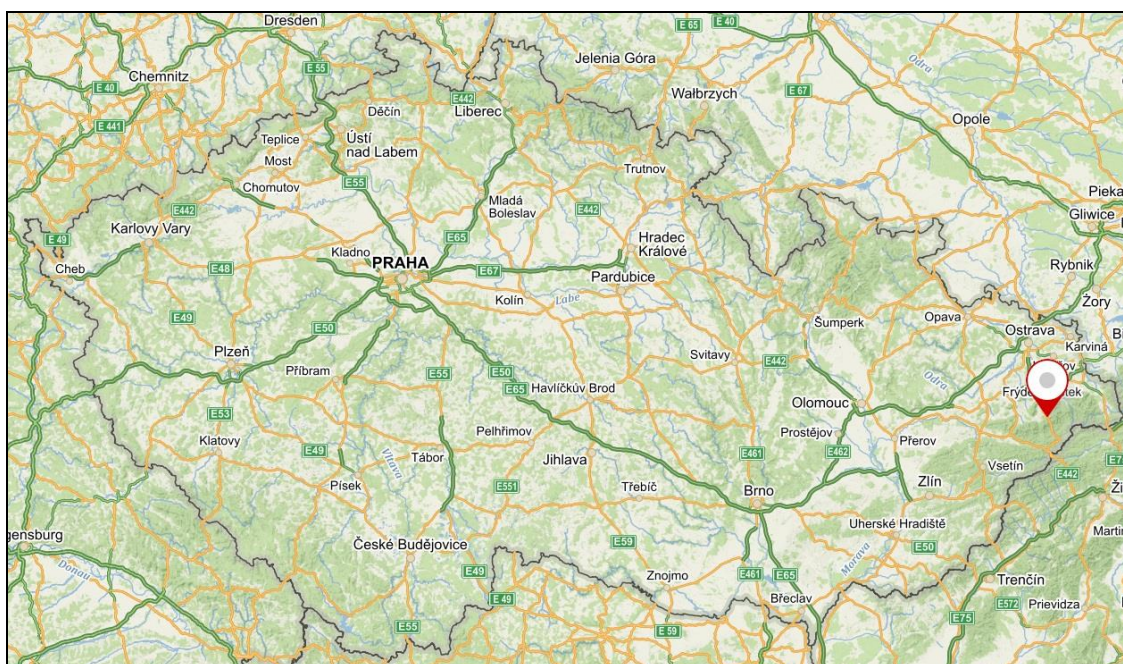 Dresden
E 65
E 40
E 55
Jelenia Góra
Odra
Chemnitz
E 40
E442
Wałbrzych
E 67
Děčín
Liberec
E 441
Teplice
Ústí
nad Labem
Opole
Most
Trutnov
Chomutov
E55
Mladá
Boleslav
E442
E442
Gliwice
Karlovy Vary
E65
Hradec
Králové
E 49
Kladno
PRAHA
Cheb
E48
E67
Pardubice
Rybnik
Kolín
Labe
Żory
E49
Šumperk
Opava
E50
Ostrava
Karviná
Plzeň
Svitavy
E442
Příbram
E50
E55
E65
Havlíčkův Brod
Odra
Olomouc
E53
Pelhřimov
Prostějov
Přerov
Klatovy
E49
Vltava
Tábor
Jihlava
E461
E462
Vsetín
E442
Písek
E551
Třebíč
Brno
Zlín
Uherské Hradiště
České Budějovice
E59
Morava
E50
Donau
E49
Znojmo
E461
E65
Trenčín
E 49
Břeclav
E572
Prievidza
E55
E 59
E75